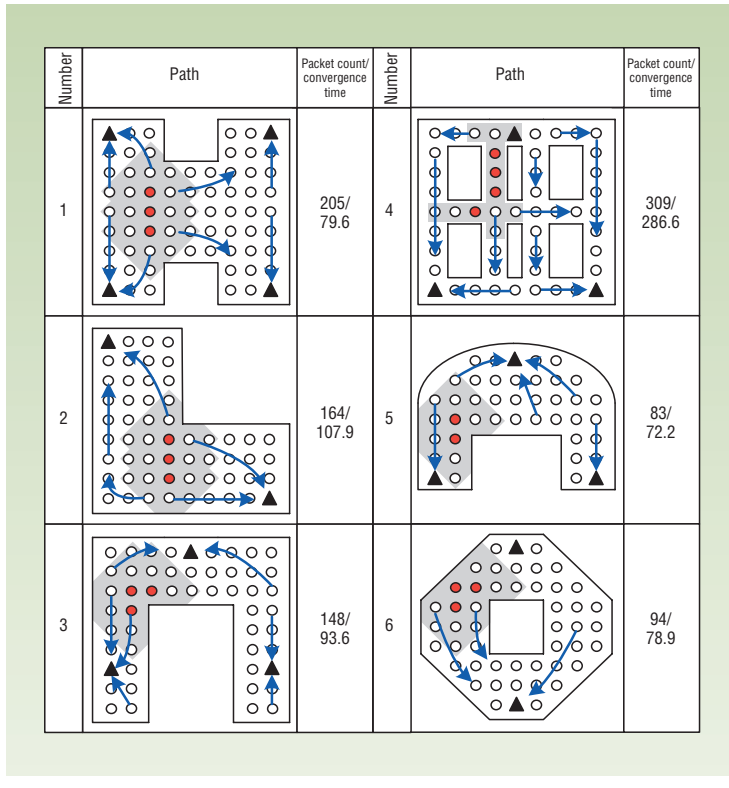 Number
Path
Packet count/
convergence
time
Number
Path
Packet count/
convergence
time
1
205/
79.6
4
309/
286.6
2
164/
107.9
5
83/
72.2
3
148/
93.6
6
94/
78.9